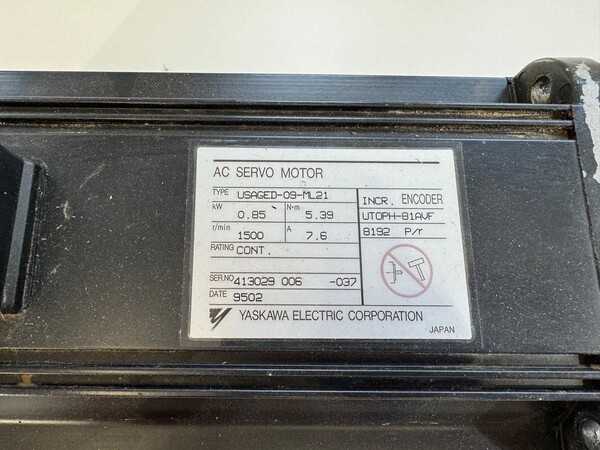 AC SERVO MOTOR
TYPE USAGED-09-ML21
kW 0.85 N·m 5.39
r/min 1500 A 7.6
RATING CONT.
SER.NO 413029 006 -037
DATE 9502
INCR. ENCODER
UTOPH-81AVF
8192 P/r
YASKAWA ELECTRIC CORPORATION
JAPAN